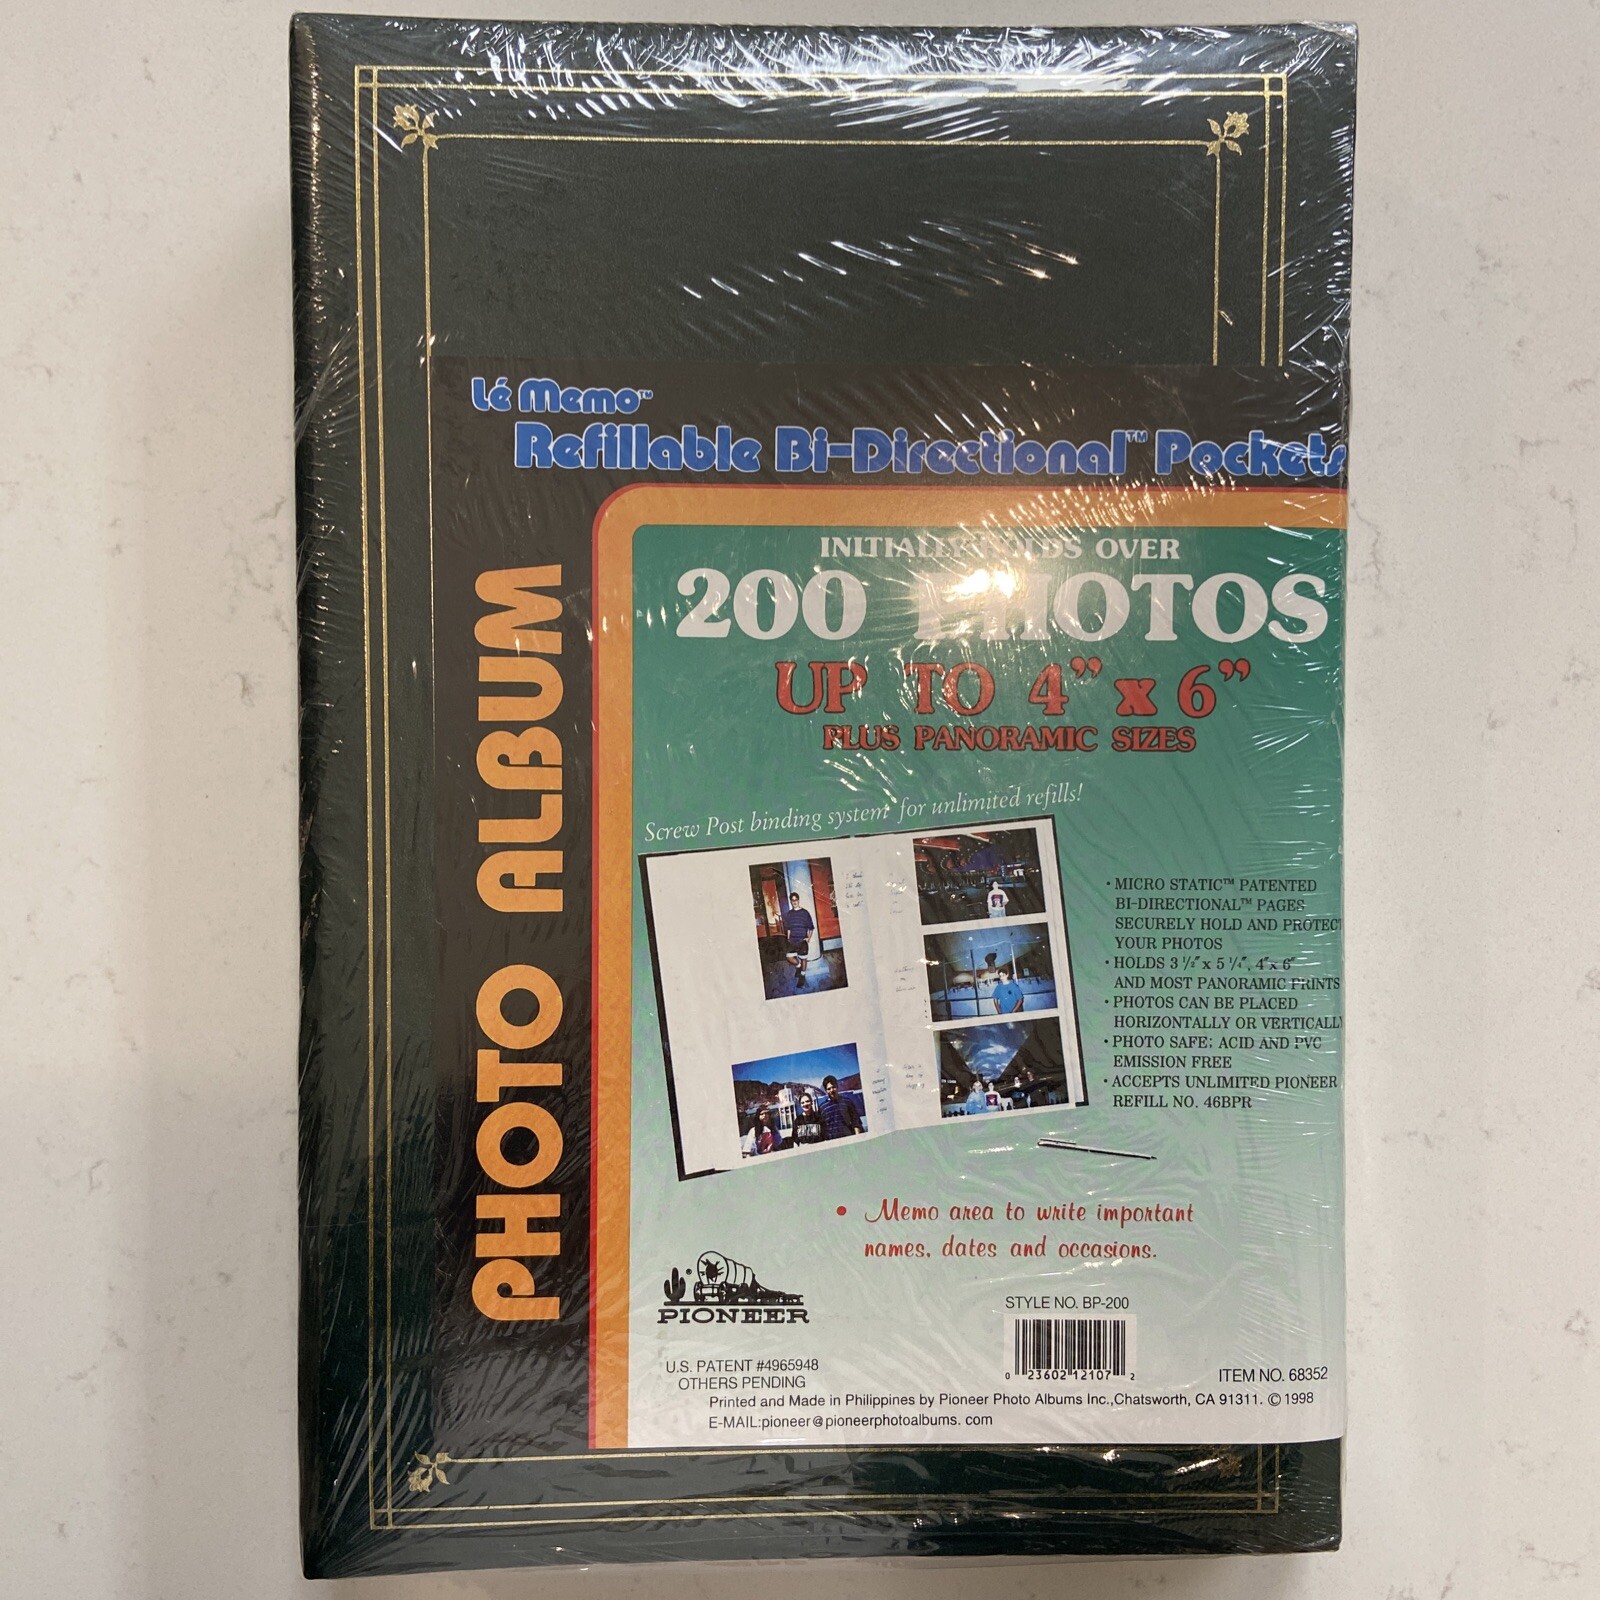 Lé Memo™
Refillable Bi-Directional™ Pockets
PHOTO ALBUM
INITIALLY HOLDS OVER
200 PHOTOS
UP TO 4” x 6”
PLUS PANORAMIC SIZES
Screw Post binding system for unlimited refills!
• MICRO STATIC™ PATENTED
BI-DIRECTIONAL™ PAGES
SECURELY HOLD AND PROTECT
YOUR PHOTOS
• HOLDS 3 1/2" x 5 1/4", 4" x 6"
AND MOST PANORAMIC PRINTS
• PHOTOS CAN BE PLACED
HORIZONTALLY OR VERTICALLY
• PHOTO SAFE: ACID AND PVC
EMISSION FREE
• ACCEPTS UNLIMITED PIONEER
REFILL NO. 46BPR
• Memo area to write important
names, dates and occasions.
PIONEER
STYLE NO. BP-200
0 23602 12107 2
U.S. PATENT #4965948
OTHERS PENDING
ITEM NO. 68352
Printed and Made in Philippines by Pioneer Photo Albums Inc.,Chatsworth, CA 91311. © 1998
E-MAIL:pioneer@pioneerphotoalbums. com